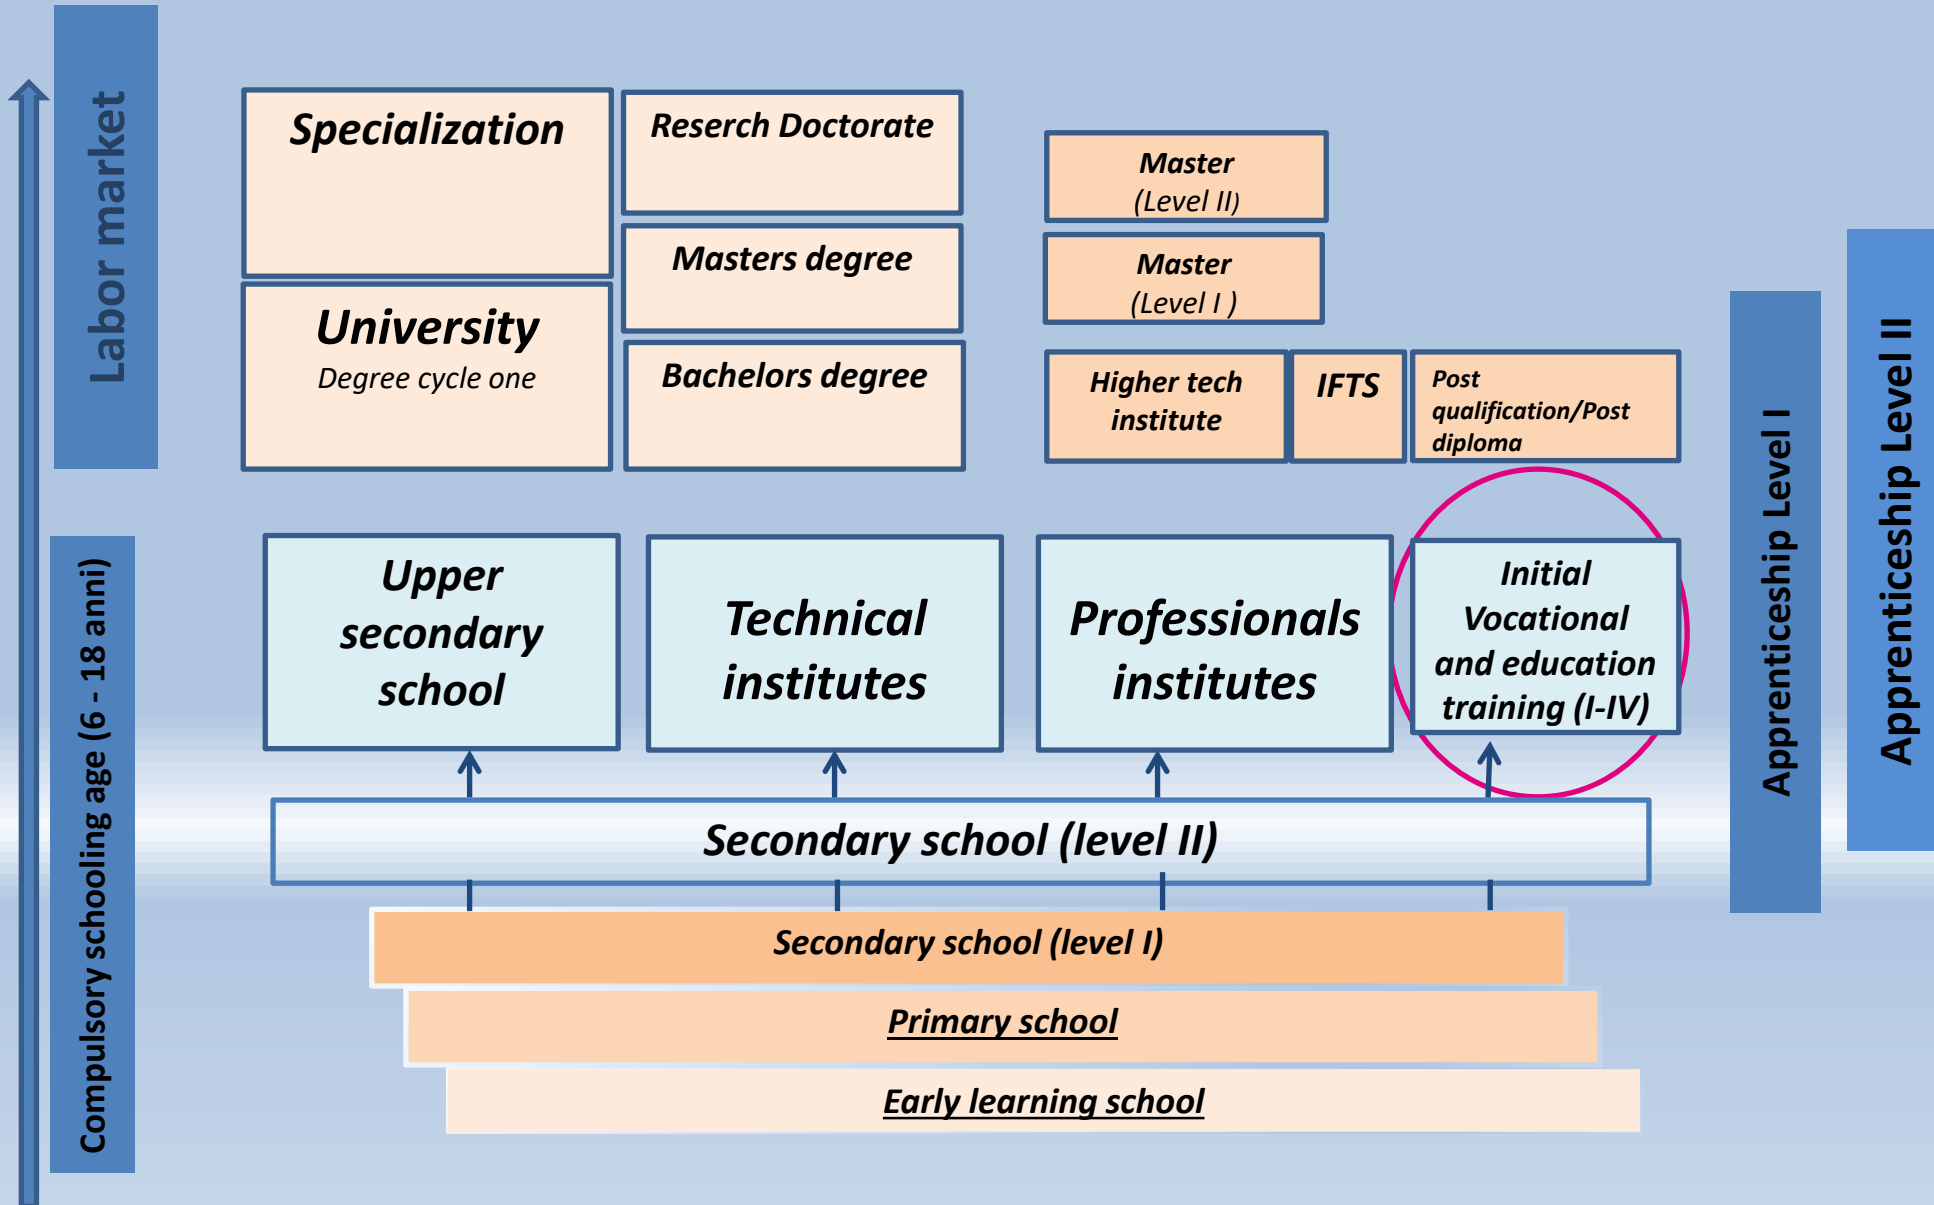 Labor market
Specialization
Reserch Doctorate
Master
(Level II)
Masters degree
Master
(Level I )
University
Degree cycle one
Bachelors degree
Higher tech
institute
IFTS
Post
qualification/Post
diploma
Apprenticeship Level I
Apprenticeship Level II
Compulsory schooling age (6 - 18 anni)
Upper
secondary
school
Technical
institutes
Professionals
institutes
Initial
Vocational
and education
training (I-IV)
Secondary school (level II)
Secondary school (level I)
Primary school
Early learning school